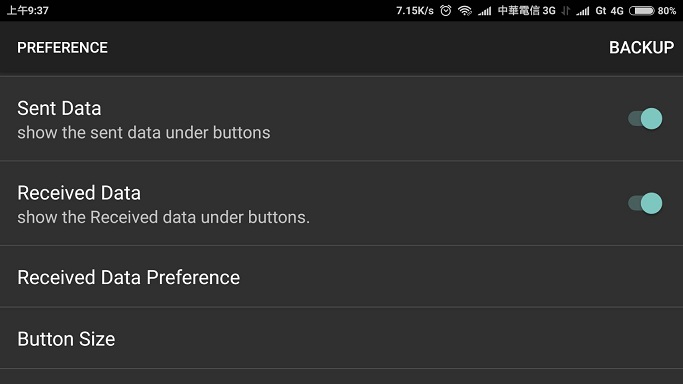 上午9:37 7.15K/s 中華電信 3G Gt 4G 80%
PREFERENCE BACKUP
Sent Data
show the sent data under buttons
Received Data
show the Received data under buttons.
Received Data Preference
Button Size